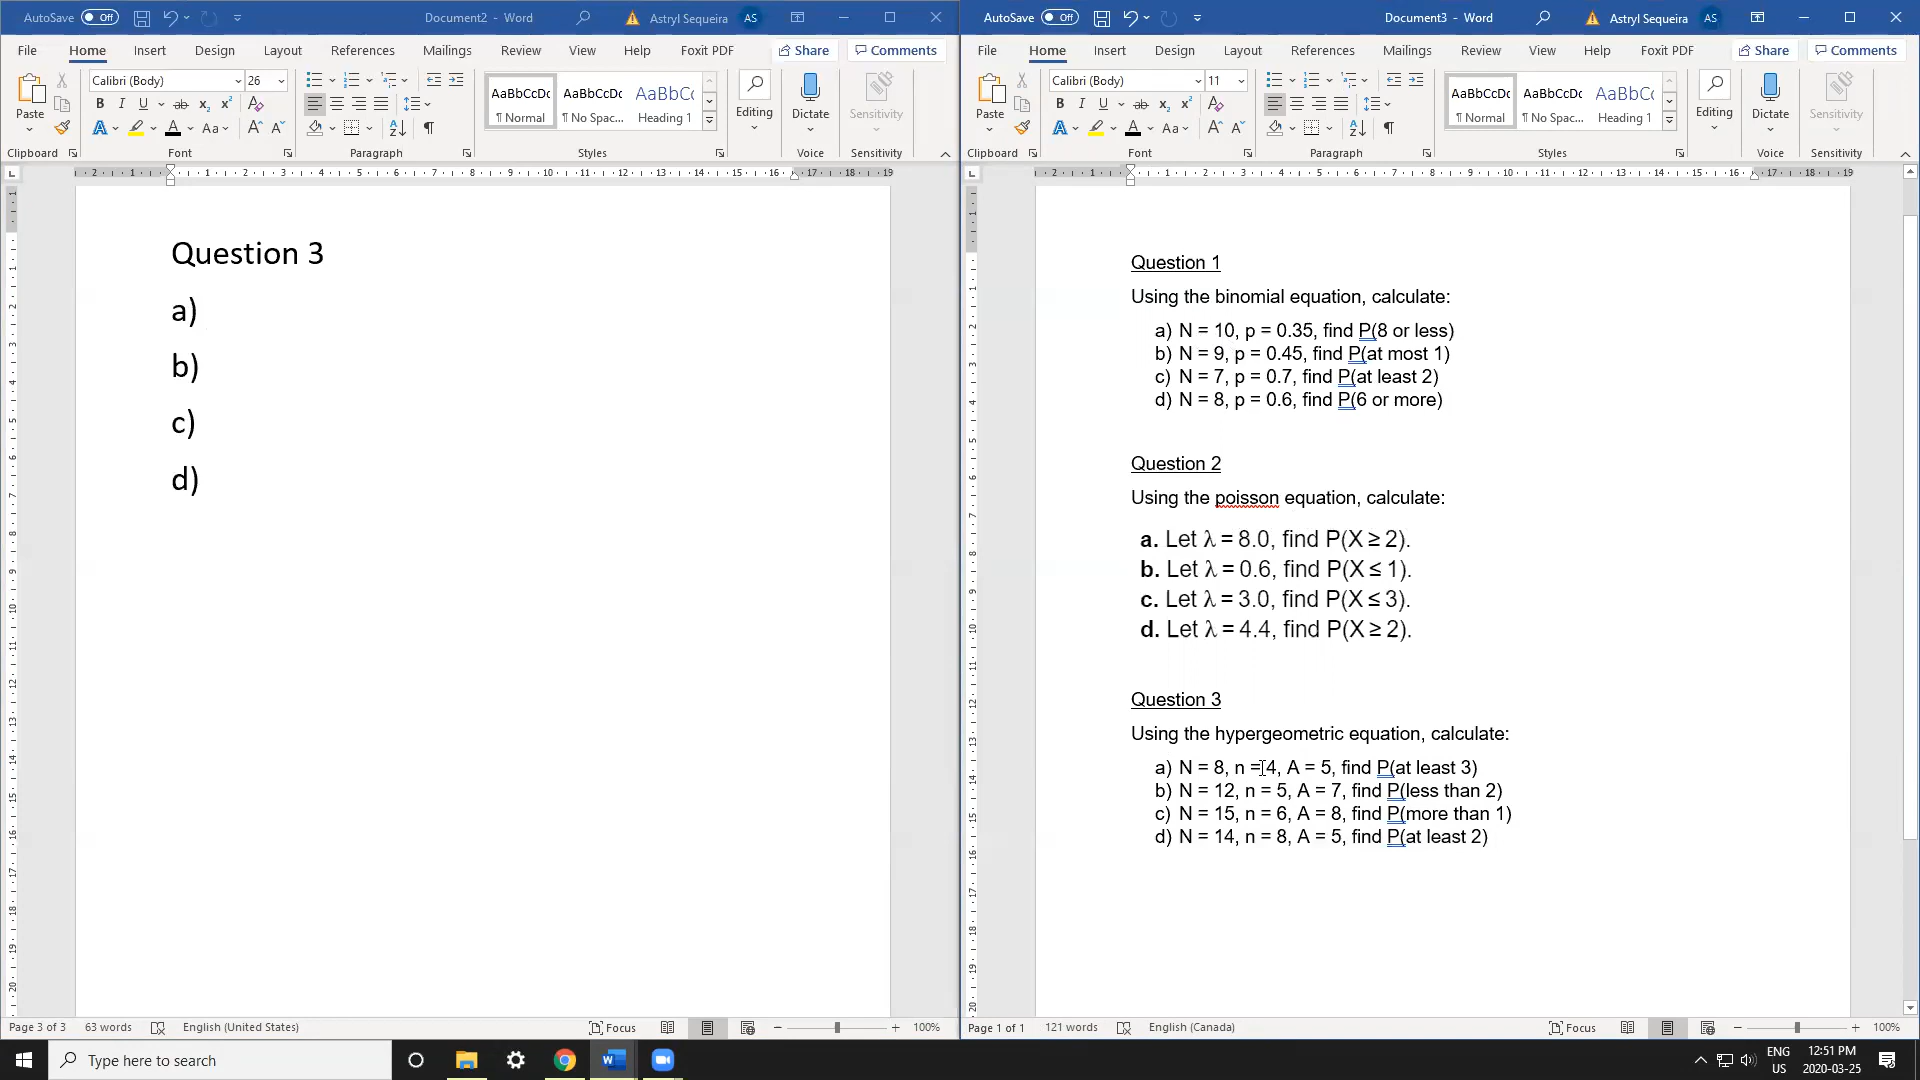 AutoSave Off Document2 - Word Astryl Sequeira AS
File Home Insert Design Layout References Mailings Review View Help Foxit PDF Share Comments
Calibri (Body) 26
AaBbCcDc AaBbCcDc AaBbCc
Paste ¶ Normal ¶ No Spac... Heading 1 Editing Dictate Sensitivity
Clipboard Font Paragraph Styles Voice Sensitivity
Question 3
a)
b)
c)
d)
Page 3 of 3 63 words English (United States) Focus 100%
AutoSave Off Document3 - Word Astryl Sequeira AS
File Home Insert Design Layout References Mailings Review View Help Foxit PDF Share Comments
Calibri (Body) 11
AaBbCcDc AaBbCcDc AaBbCc
Paste ¶ Normal ¶ No Spac... Heading 1 Editing Dictate Sensitivity
Clipboard Font Paragraph Styles Voice Sensitivity
Question 1
Using the binomial equation, calculate:
a) N = 10, p = 0.35, find P(8 or less)
b) N = 9, p = 0.45, find P(at most 1)
c) N = 7, p = 0.7, find P(at least 2)
d) N = 8, p = 0.6, find P(6 or more)
Question 2
Using the poisson equation, calculate:
a. Let λ = 8.0, find P(X ≥ 2).
b. Let λ = 0.6, find P(X ≤ 1).
c. Let λ = 3.0, find P(X ≤ 3).
d. Let λ = 4.4, find P(X ≥ 2).
Question 3
Using the hypergeometric equation, calculate:
a) N = 8, n = 4, A = 5, find P(at least 3)
b) N = 12, n = 5, A = 7, find P(less than 2)
c) N = 15, n = 6, A = 8, find P(more than 1)
d) N = 14, n = 8, A = 5, find P(at least 2)
Page 1 of 1 121 words English (Canada) Focus 100%
Type here to search
ENG 12:51 PM
US 2020-03-25